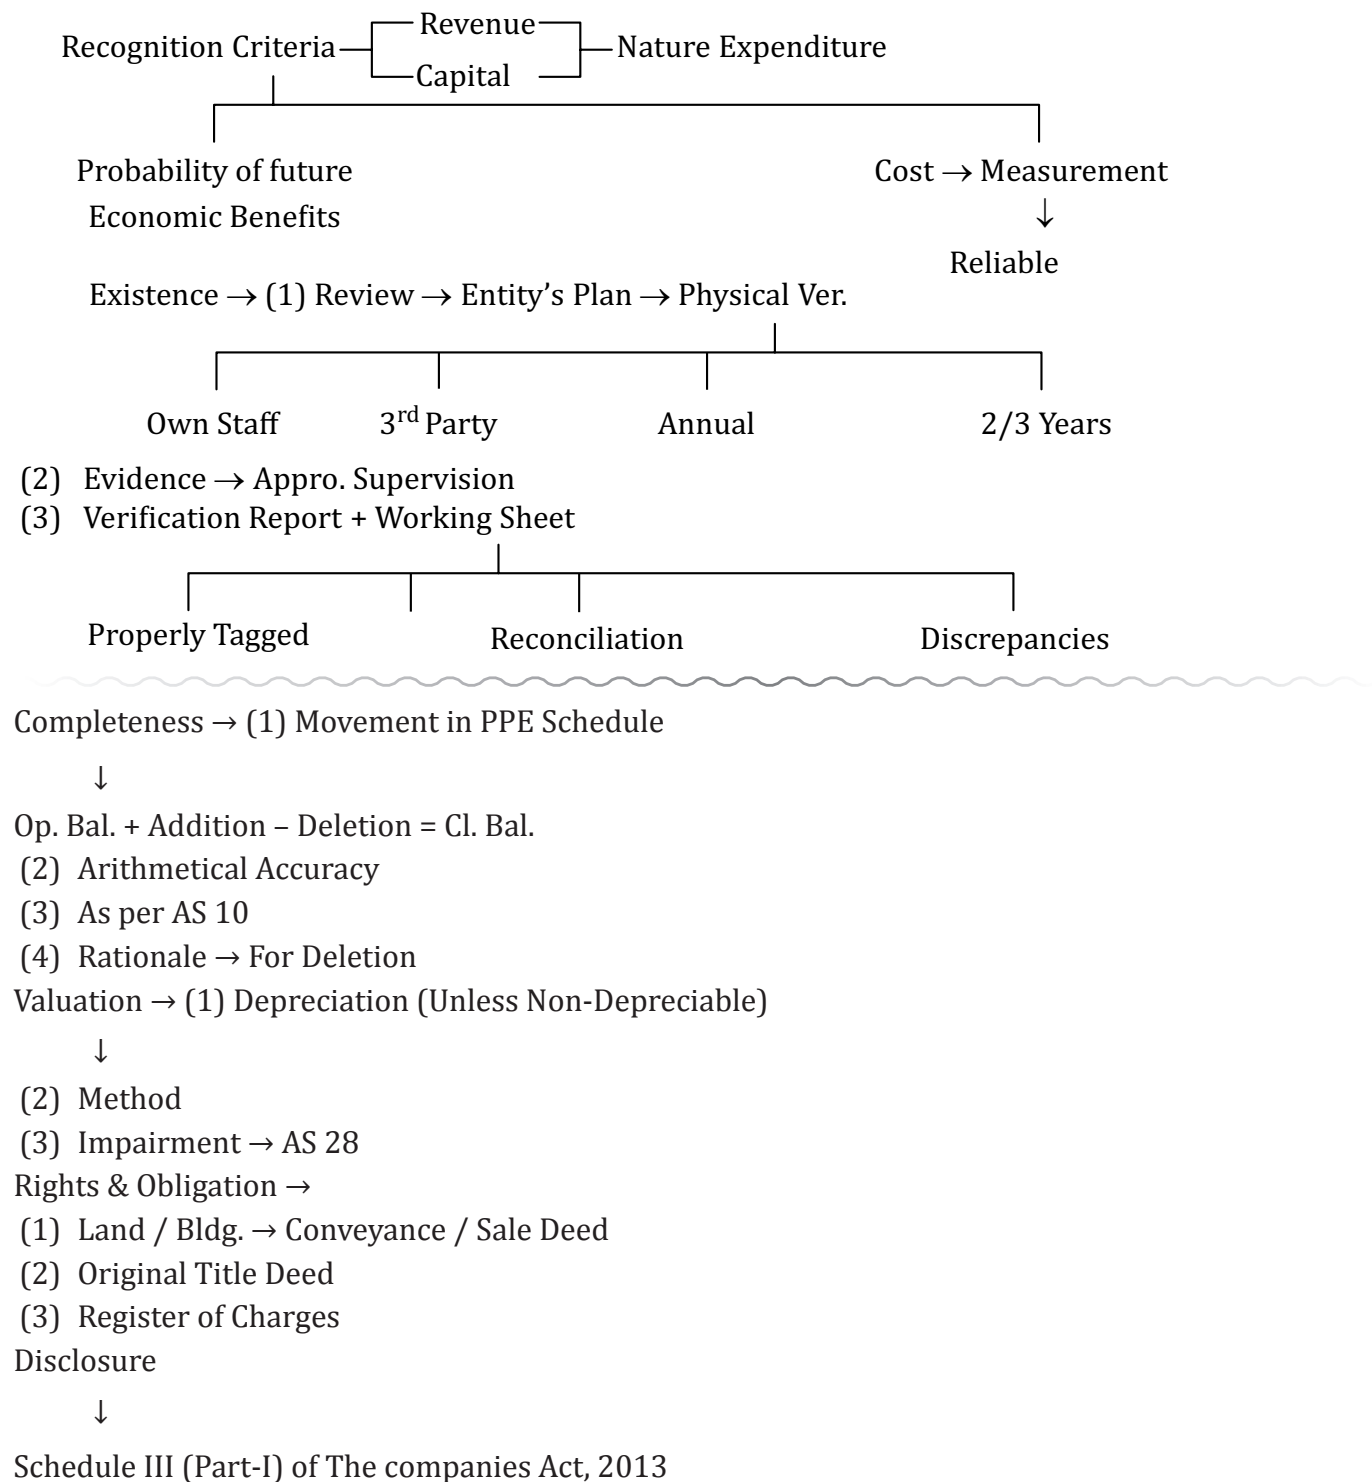 Revenue
Recognition Criteria Nature Expenditure
Capital
Probability of future Cost → Measurement
Economic Benefits ↓
Reliable
Existence → (1) Review → Entity’s Plan → Physical Ver.
Own Staff 3rd Party Annual 2/3 Years
(2) Evidence → Appro. Supervision
(3) Verification Report + Working Sheet
Properly Tagged Reconciliation Discrepancies
Completeness → (1) Movement in PPE Schedule
↓
Op. Bal. + Addition – Deletion = Cl. Bal.
(2) Arithmetical Accuracy
(3) As per AS 10
(4) Rationale → For Deletion
Valuation → (1) Depreciation (Unless Non-Depreciable)
↓
(2) Method
(3) Impairment → AS 28
Rights & Obligation →
(1) Land / Bldg. → Conveyance / Sale Deed
(2) Original Title Deed
(3) Register of Charges
Disclosure
↓
Schedule III (Part-I) of The companies Act, 2013